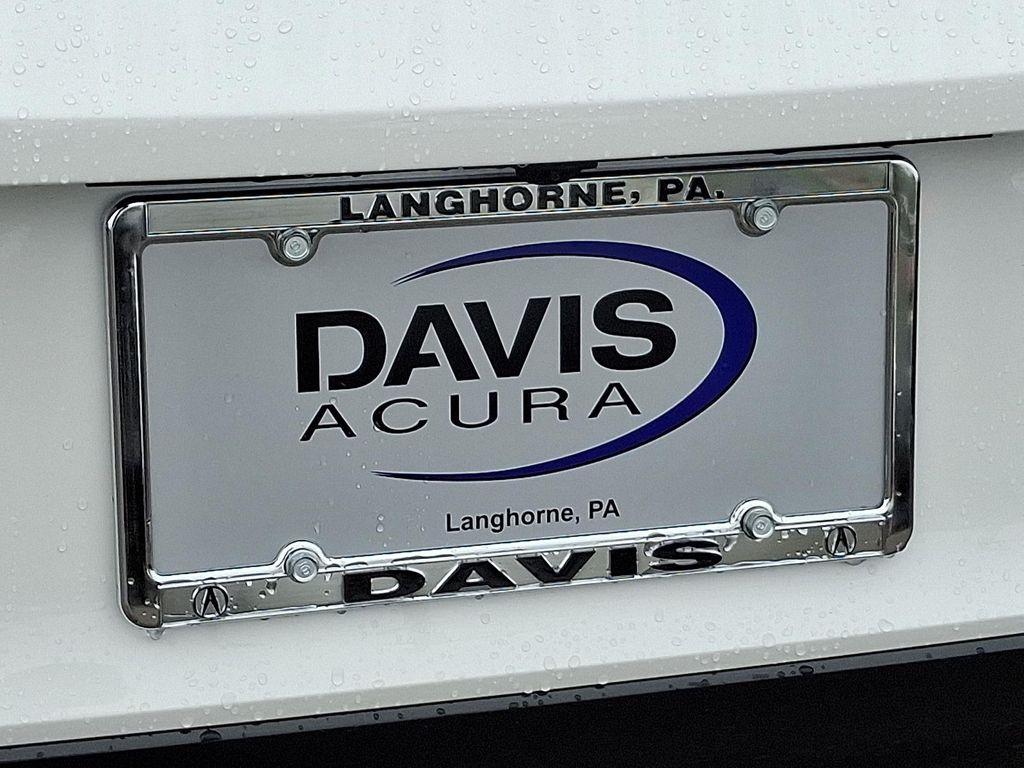 LANGHORNE, PA.
DAVIS
ACURA
Langhorne, PA
DAVIS